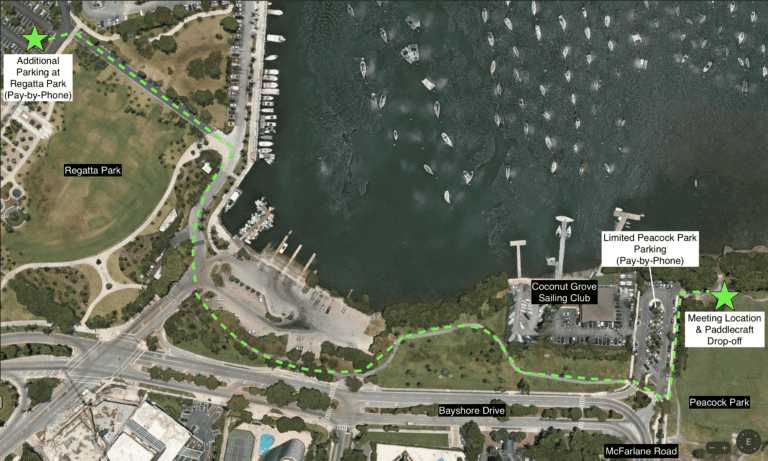 Additional
Parking at
Regatta Park
(Pay-by-Phone)
Regatta Park
Limited Peacock Park
Parking
(Pay-by-Phone)
Coconut Grove
Sailing Club
Meeting Location
& Paddlecraft
Drop-off
Bayshore Drive
Peacock Park
McFarlane Road
E